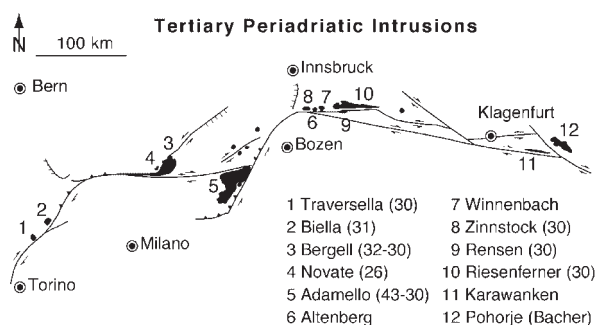 Tertiary Periadriatic Intrusions
N
100 km
Innsbruck
Bern
8 7 10
6 9
Klagenfurt
12
3
4
Bozen
11
5
2
1
Milano
Torino
1 Traversella (30)
2 Biella (31)
3 Bergell (32-30)
4 Novate (26)
5 Adamello (43-30)
6 Altenberg
7 Winnenbach
8 Zinnstock (30)
9 Rensen (30)
10 Riesenferner (30)
11 Karawanken
12 Pohorje (Bacher)